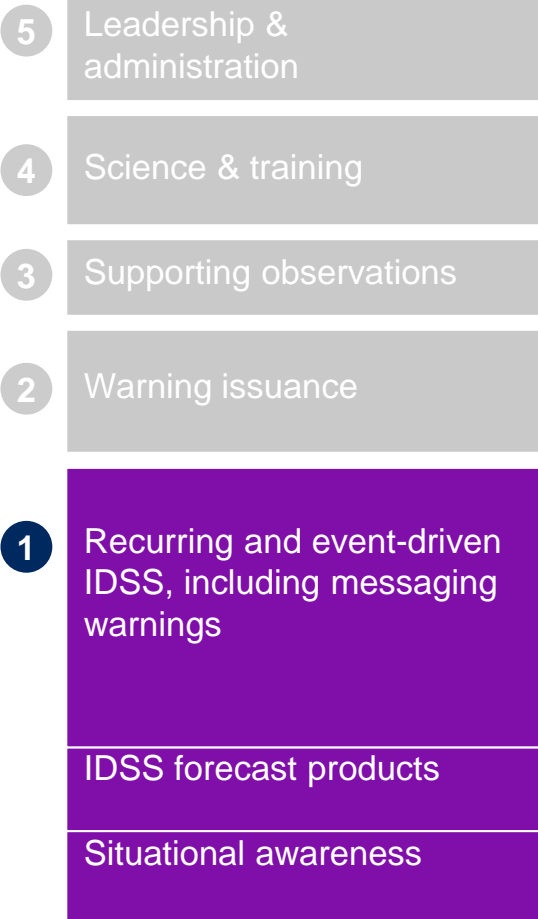 5
Leadership &
administration
4
Science & training
3
Supporting observations
2
Warning issuance
1
Recurring and event-driven
IDSS, including messaging
warnings
IDSS forecast products
Situational awareness